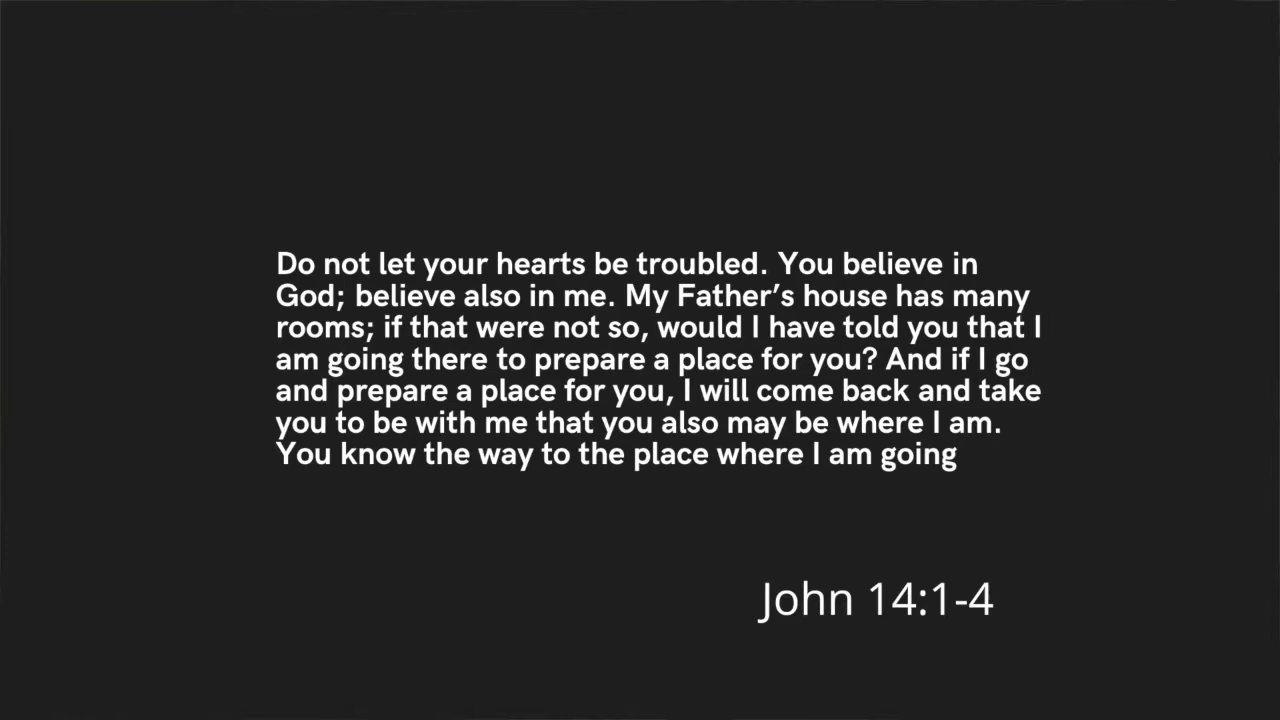 Do not let your hearts be troubled. You believe in
God; believe also in me. My Father’s house has many
rooms; if that were not so, would I have told you that I
am going there to prepare a place for you? And if I go
and prepare a place for you, I will come back and take
you to be with me that you also may be where I am.
You know the way to the place where I am going
John 14:1-4